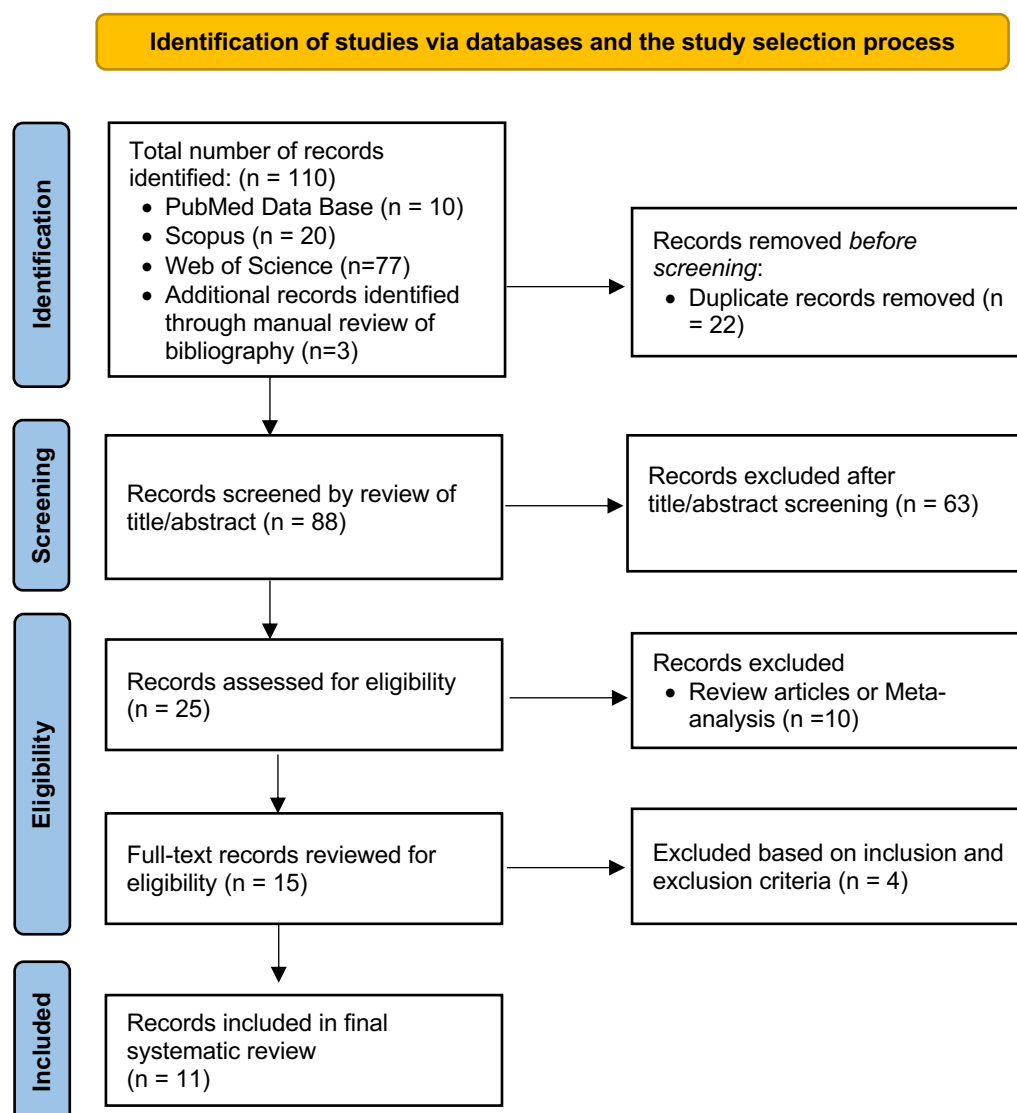 Identification of studies via databases and the study selection process
Identification
Total number of records
identified: (n = 110)
• PubMed Data Base (n = 10)
• Scopus (n = 20)
• Web of Science (n=77)
• Additional records identified
through manual review of
bibliography (n=3)
Records removed before
screening:
• Duplicate records removed (n
= 22)
Screening
Records screened by review of
title/abstract (n = 88)
Records excluded after
title/abstract screening (n = 63)
Eligibility
Records assessed for eligibility
(n = 25)
Records excluded
• Review articles or Meta-
analysis (n =10)
Full-text records reviewed for
eligibility (n = 15)
Excluded based on inclusion and
exclusion criteria (n = 4)
Included
Records included in final
systematic review
(n = 11)